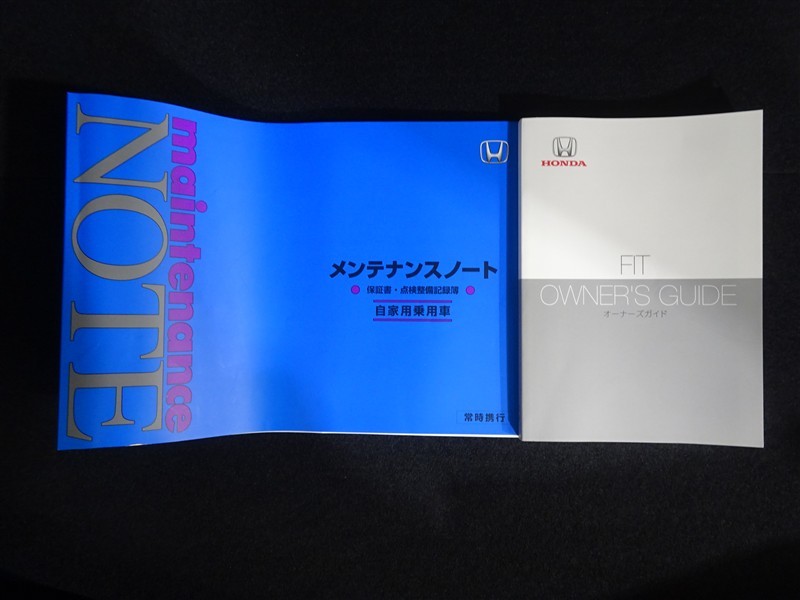 maintenance
NOTE
メンテナンスノート
保証書・点検整備記録簿
自家用乗用車
常時携行
HONDA
FIT
OWNER'S GUIDE
オーナーズガイド